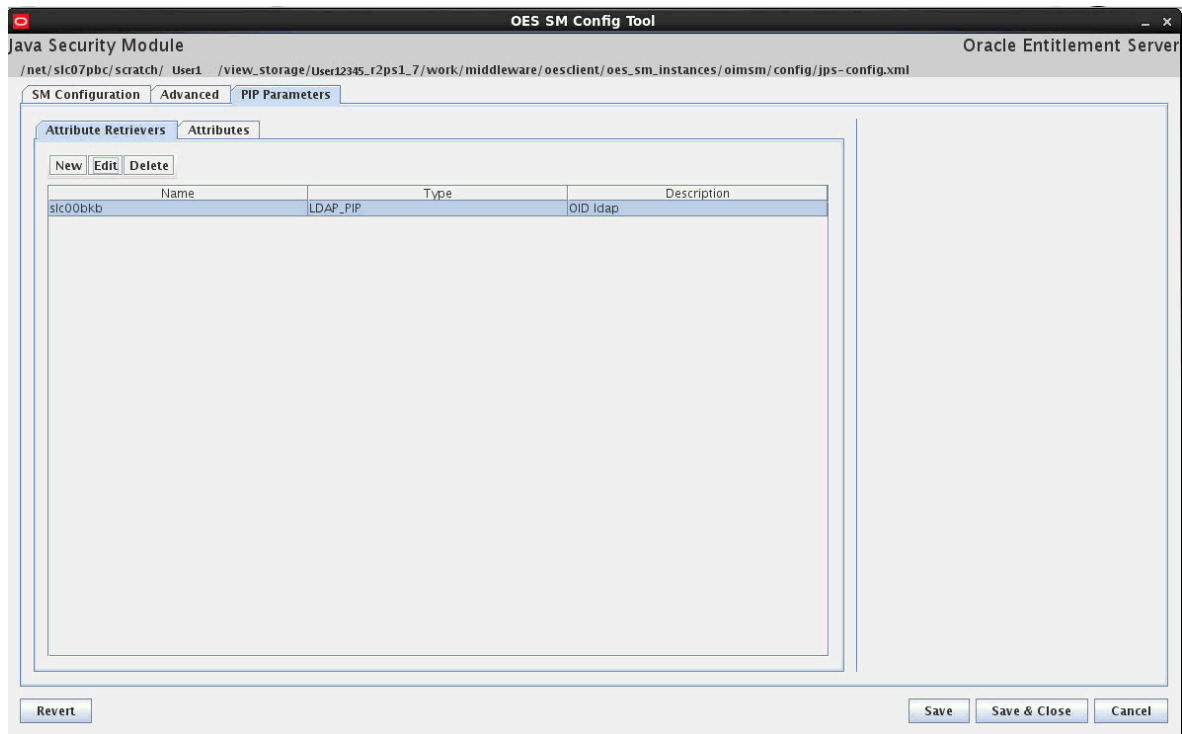 OES SM Config Tool
Java Security Module Oracle Entitlement Server
/net/slc07pbc/scratch/ User1 /view_storage/User12345_r2ps1_7/work/middleware/oesclient/oes_sm_instances/oimsm/config/jps-config.xml
SM Configuration Advanced PIP Parameters
Attribute Retrievers Attributes
New Edit Delete
Name Type Description
slc00bkb LDAP_PIP OID ldap
Revert Save Save & Close Cancel